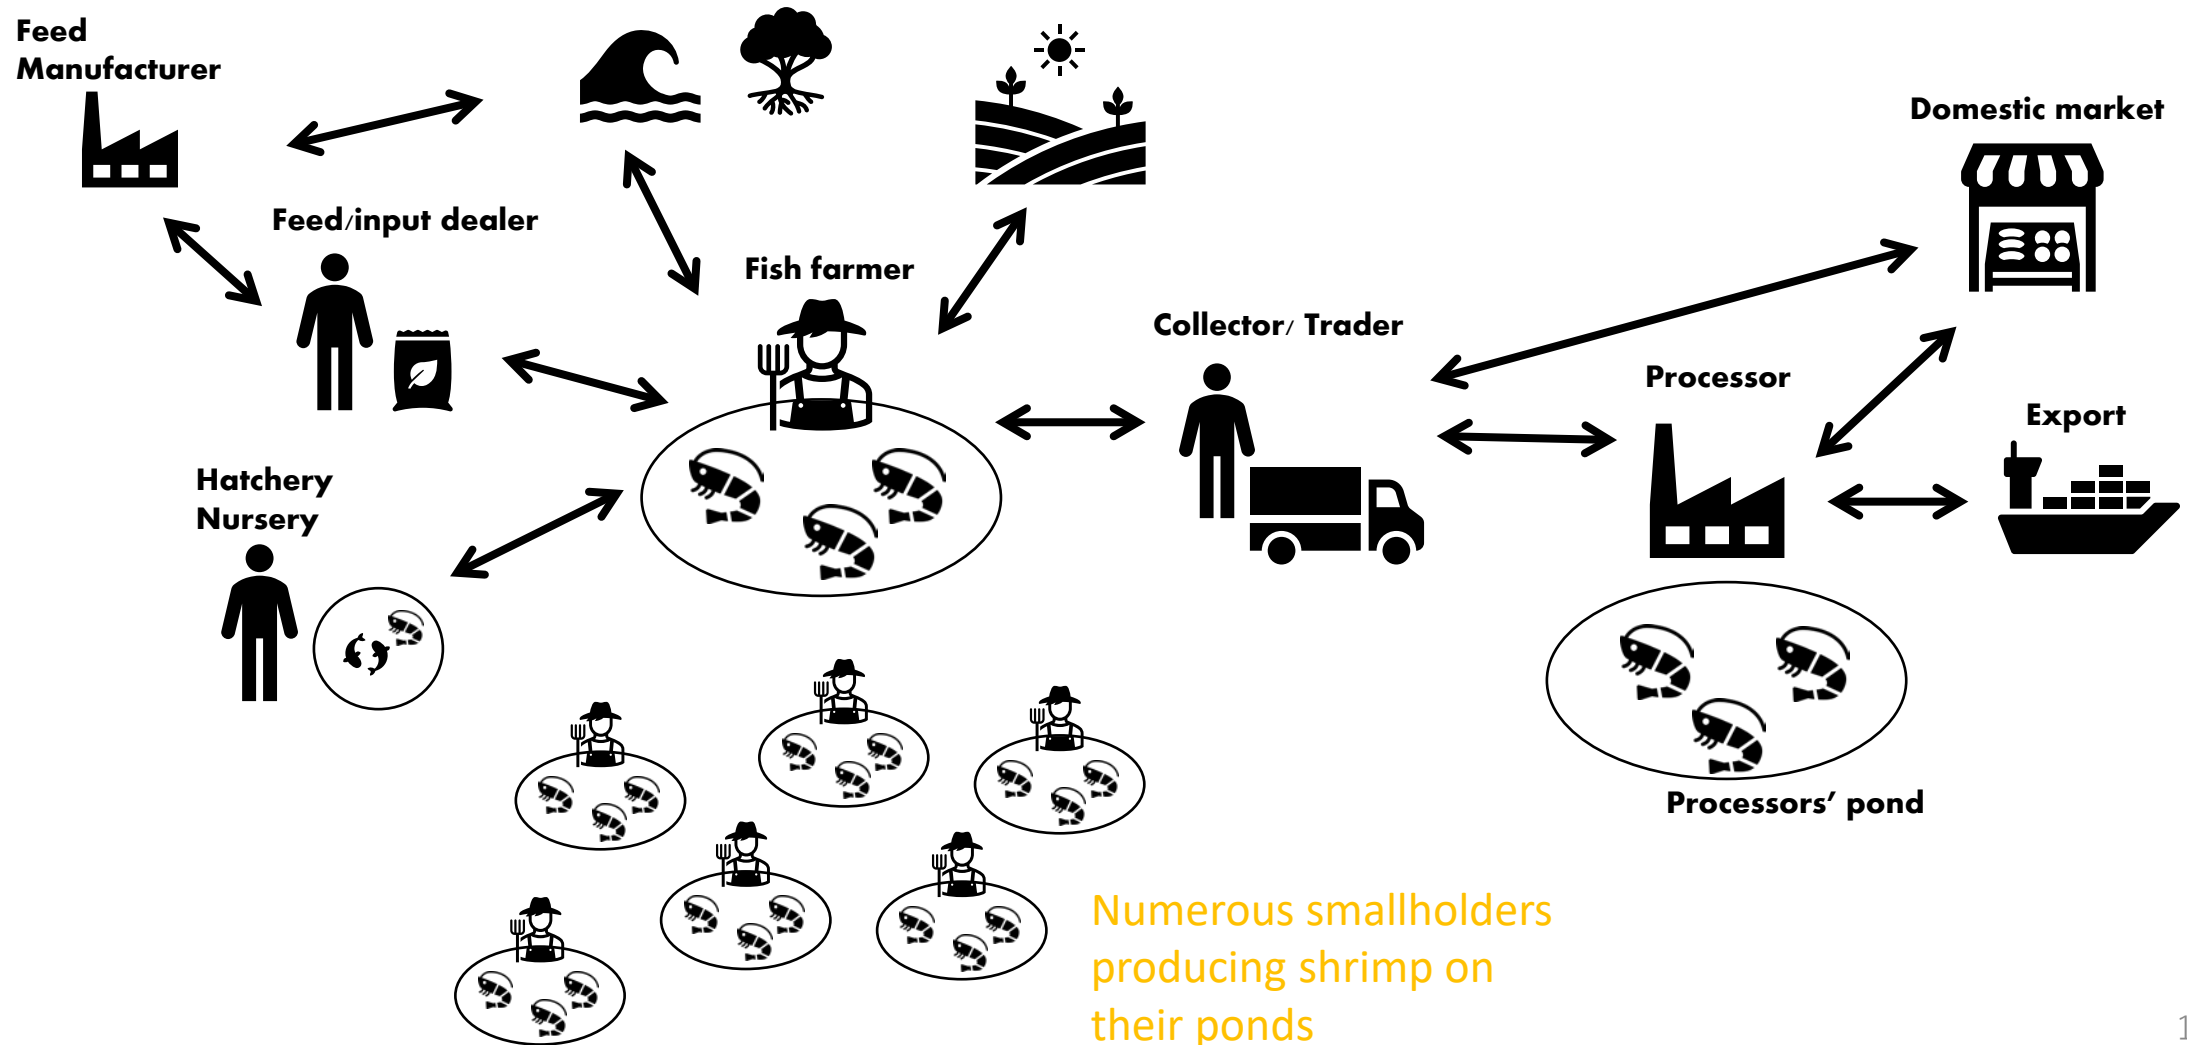 Feed
Manufacturer
Domestic market
Feed/input dealer
Fish farmer
Collector/ Trader
Processor
Export
Hatchery
Nursery
Processors’ pond
Numerous smallholders
producing shrimp on
their ponds
1